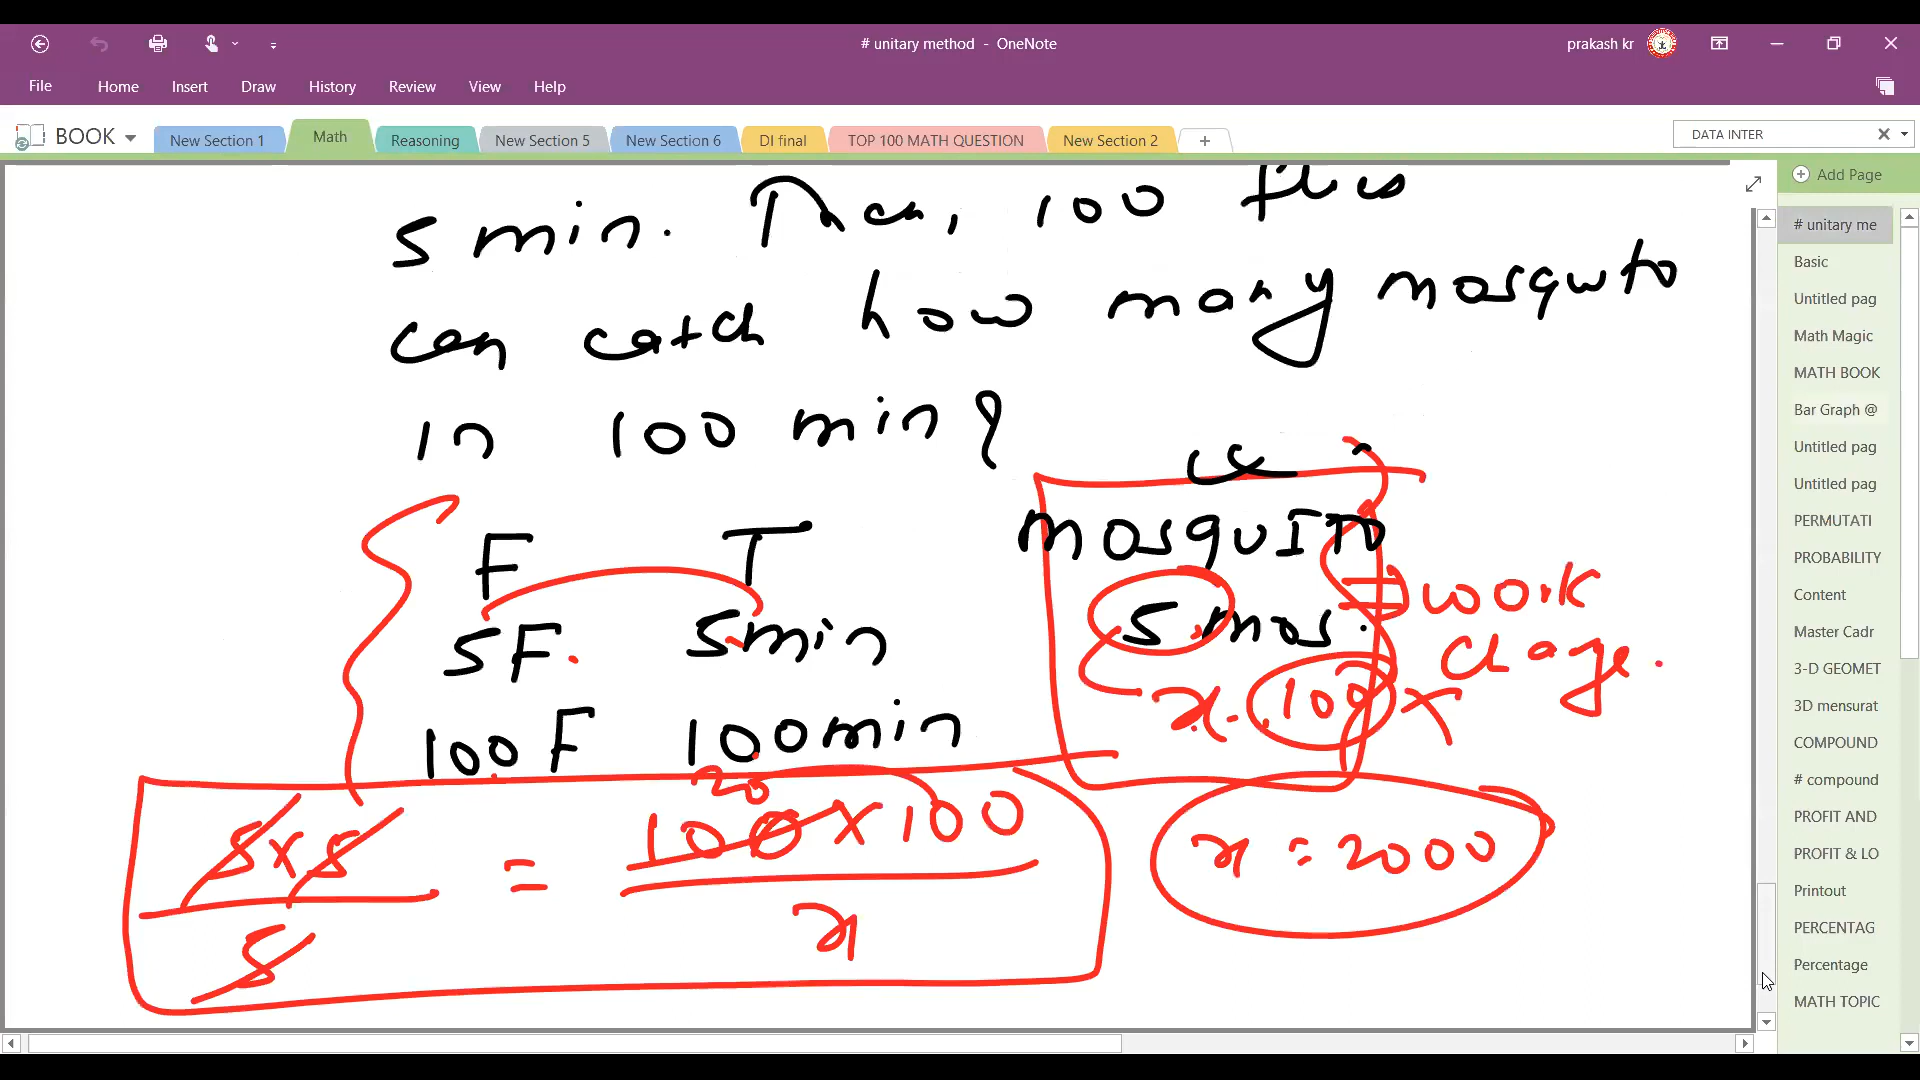 # unitary method - OneNote
prakash kr
File Home Insert Draw History Review View Help
BOOK New Section 1 Math Reasoning New Section 5 New Section 6 DI final TOP 100 MATH QUESTION New Section 2 +
DATA INTER
5 min. Then, 100 flies
can catch how many mosquito
in 100 min?
F T mosquito
5F. 5min 5 mos.
100F 100min x. 100 x
work
chage.
20
5x5 = 100x100
5 x
x = 2000
Add Page
# unitary me
Basic
Untitled pag
Math Magic
MATH BOOK
Bar Graph @
Untitled pag
Untitled pag
PERMUTATI
PROBABILITY
Content
Master Cadr
3-D GEOMET
3D mensurat
COMPOUND
# compound
PROFIT AND
PROFIT & LO
Printout
PERCENTAG
Percentage
MATH TOPIC